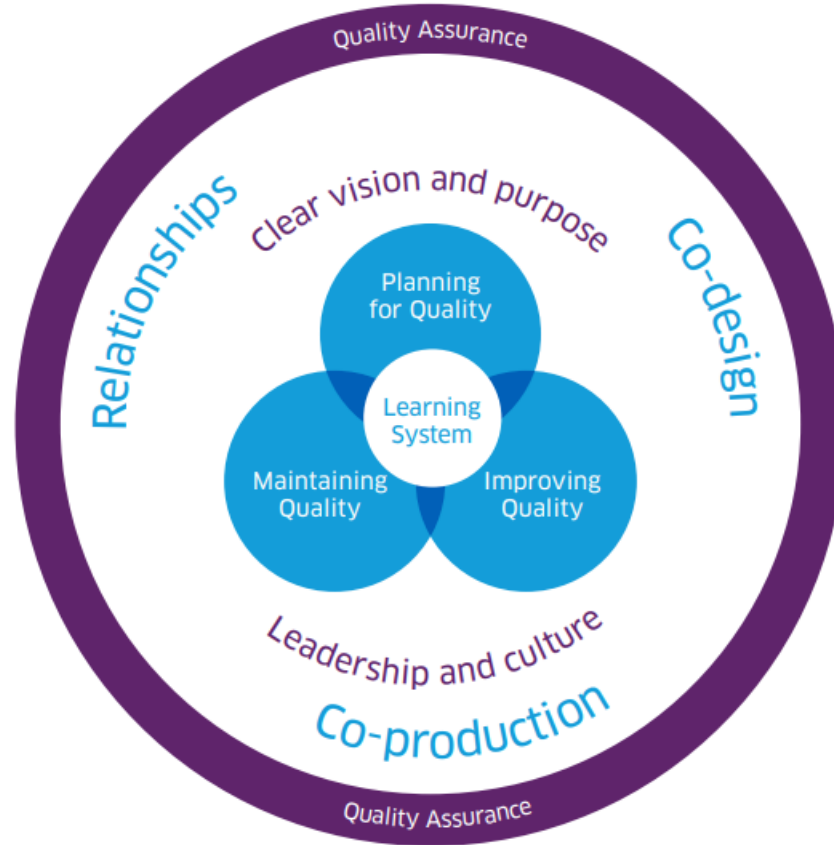 Quality Assurance
Relationships
Clear vision and purpose
Co-design
Planning
for Quality
Learning
System
Maintaining
Quality
Improving
Quality
Leadership and culture
Co-production
Quality Assurance